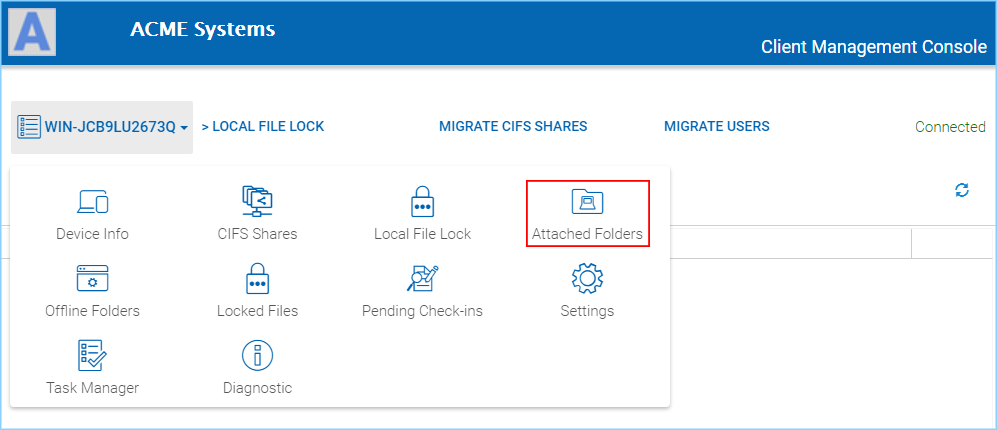 A
ACME Systems
Client Management Console
WIN-JCB9LU2673Q > LOCAL FILE LOCK MIGRATE CIFS SHARES MIGRATE USERS Connected
Device Info CIFS Shares Local File Lock Attached Folders
Offline Folders Locked Files Pending Check-ins Settings
Task Manager Diagnostic